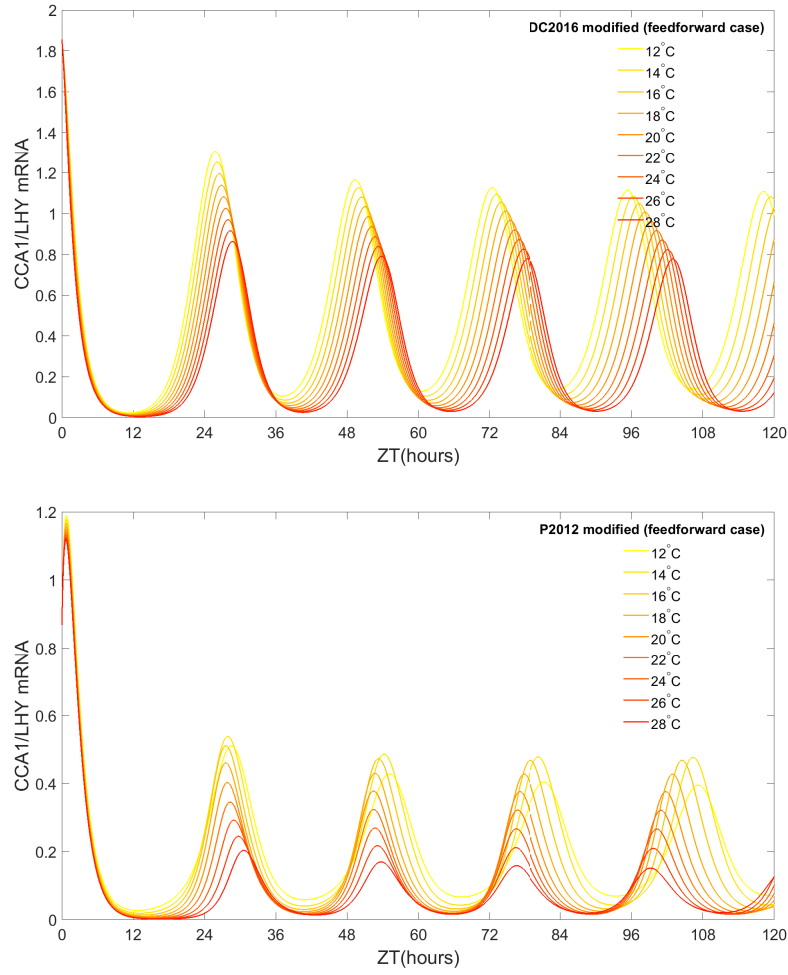 DC2016 modified (feedforward case)
12°C
14°C
16°C
18°C
20°C
22°C
24°C
26°C
28°C
2
1.8
1.6
1.4
1.2
1
0.8
0.6
0.4
0.2
0
CCA1/LHY mRNA
0 12 24 36 48 60 72 84 96 108 120
ZT(hours)
P2012 modified (feedforward case)
12°C
14°C
16°C
18°C
20°C
22°C
24°C
26°C
28°C
1.2
1
0.8
0.6
0.4
0.2
0
CCA1/LHY mRNA
0 12 24 36 48 60 72 84 96 108 120
ZT(hours)